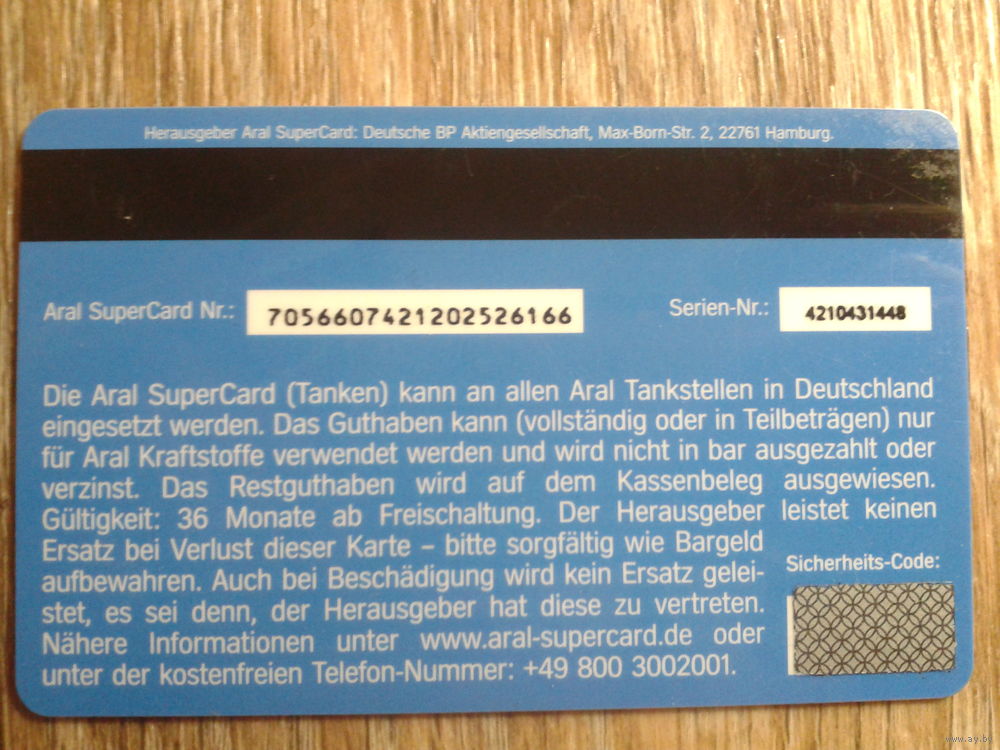 Herausgeber Aral SuperCard: Deutsche BP Aktiengesellschaft, Max-Born-Str. 2, 22761 Hamburg.
Aral SuperCard Nr.: 7056607421202526166
Serien-Nr.: 4210431448
Die Aral SuperCard (Tanken) kann an allen Aral Tankstellen in Deutschland
eingesetzt werden. Das Guthaben kann (vollständig oder in Teilbeträgen) nur
für Aral Kraftstoffe verwendet werden und wird nicht in bar ausgezahlt oder
verzinst. Das Restguthaben wird auf dem Kassenbeleg ausgewiesen.
Gültigkeit: 36 Monate ab Freischaltung. Der Herausgeber leistet keinen
Ersatz bei Verlust dieser Karte – bitte sorgfältig wie Bargeld
aufbewahren. Auch bei Beschädigung wird kein Ersatz gelei-
stet, es sei denn, der Herausgeber hat diese zu vertreten.
Nähere Informationen unter www.aral-supercard.de oder
unter der kostenfreien Telefon-Nummer: +49 800 3002001.
Sicherheits-Code:
www.ay.by